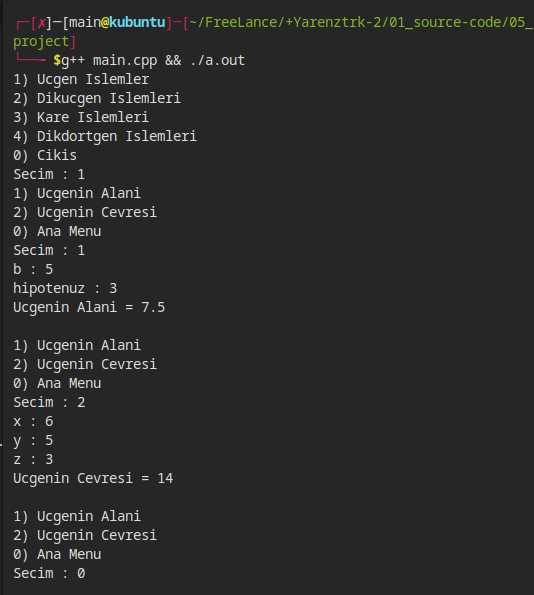 ┌─[✗]─[main@kubuntu]─[~/FreeLance/+Yarenztrk-2/01_source-code/05_
project]
└──╼ $g++ main.cpp && ./a.out
1) Ucgen Islemler
2) Dikucgen Islemleri
3) Kare Islemleri
4) Dikdortgen Islemleri
0) Cikis
Secim : 1
1) Ucgenin Alani
2) Ucgenin Cevresi
0) Ana Menu
Secim : 1
b : 5
hipotenuz : 3
Ucgenin Alani = 7.5

1) Ucgenin Alani
2) Ucgenin Cevresi
0) Ana Menu
Secim : 2
x : 6
y : 5
z : 3
Ucgenin Cevresi = 14

1) Ucgenin Alani
2) Ucgenin Cevresi
0) Ana Menu
Secim : 0